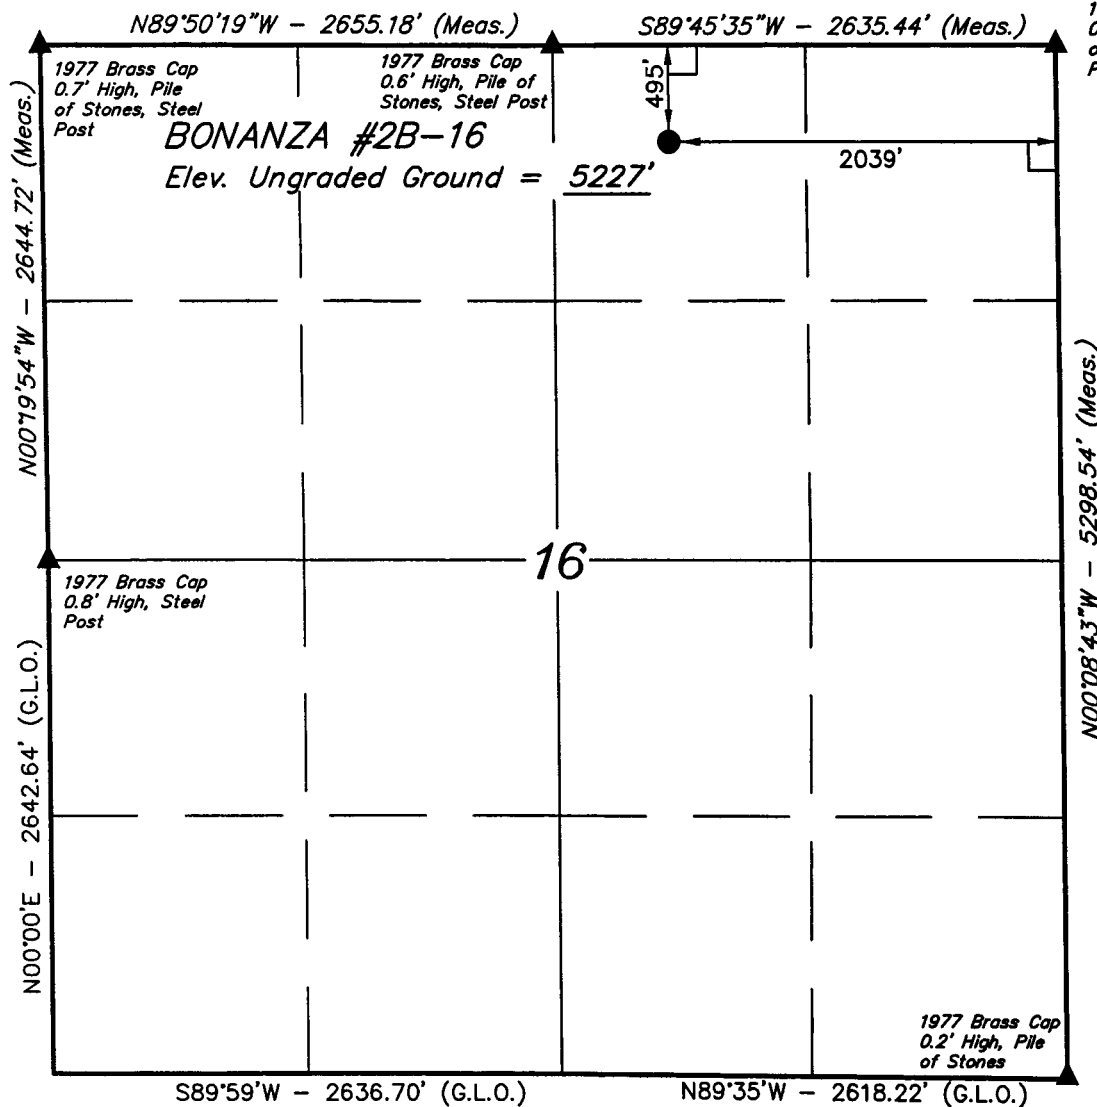 N89°50'19"W - 2655.18' (Meas.)
S89°45'35"W - 2635.44' (Meas.)
1977 Brass Cap
0.7' High, Pile
of Stones, Steel
Post
1977 Brass Cap
0.6' High, Pile of
Stones, Steel Post
495'
BONANZA #2B-16
Elev. Ungraded Ground = 5227'
2039'
N00°19'54"W - 2644.72' (Meas.)
16
1977 Brass Cap
0.8' High, Steel
Post
N00°08'43"W - 5298.54' (Meas.)
N00°00'E - 2642.64' (G.L.O.)
1977 Brass Cap
0.2' High, Pile
of Stones
S89°59'W - 2636.70' (G.L.O.)
N89°35'W - 2618.22' (G.L.O.)